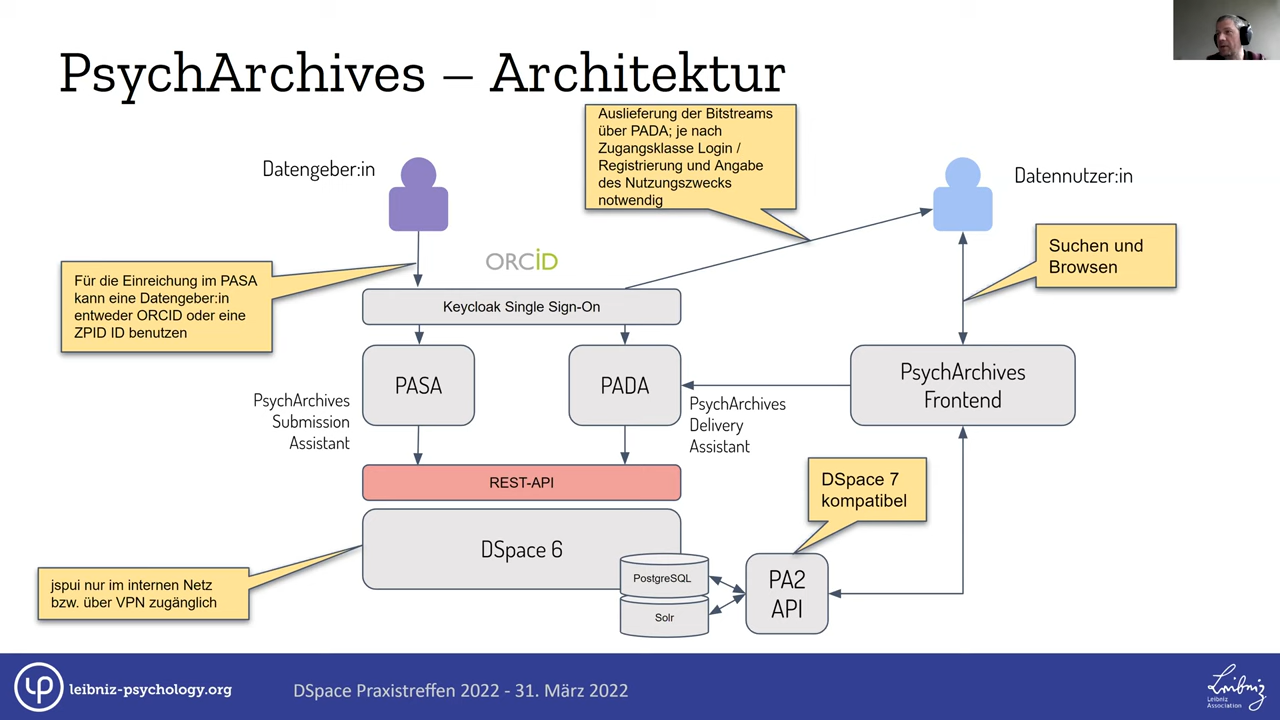 PsychArchives – Architektur
Auslieferung der Bitstreams
über PADA; je nach
Zugangsklasse Login /
Registrierung und Angabe
des Nutzungszwecks
notwendig
Datengeber:in
Datennutzer:in
Suchen und
Browsen
ORCID
Für die Einreichung im PASA
kann eine Datengeber:in
entweder ORCID oder eine
ZPID ID benutzen
Keycloak Single Sign-On
PASA
PADA
PsychArchives
Frontend
PsychArchives
Submission
Assistant
PsychArchives
Delivery
Assistant
REST-API
DSpace 7
kompatibel
DSpace 6
jspui nur im internen Netz
bzw. über VPN zugänglich
PostgreSQL
Solr
PA2
API
leibniz-psychology.org
DSpace Praxistreffen 2022 - 31. März 2022
Leibniz
Leibniz
Association